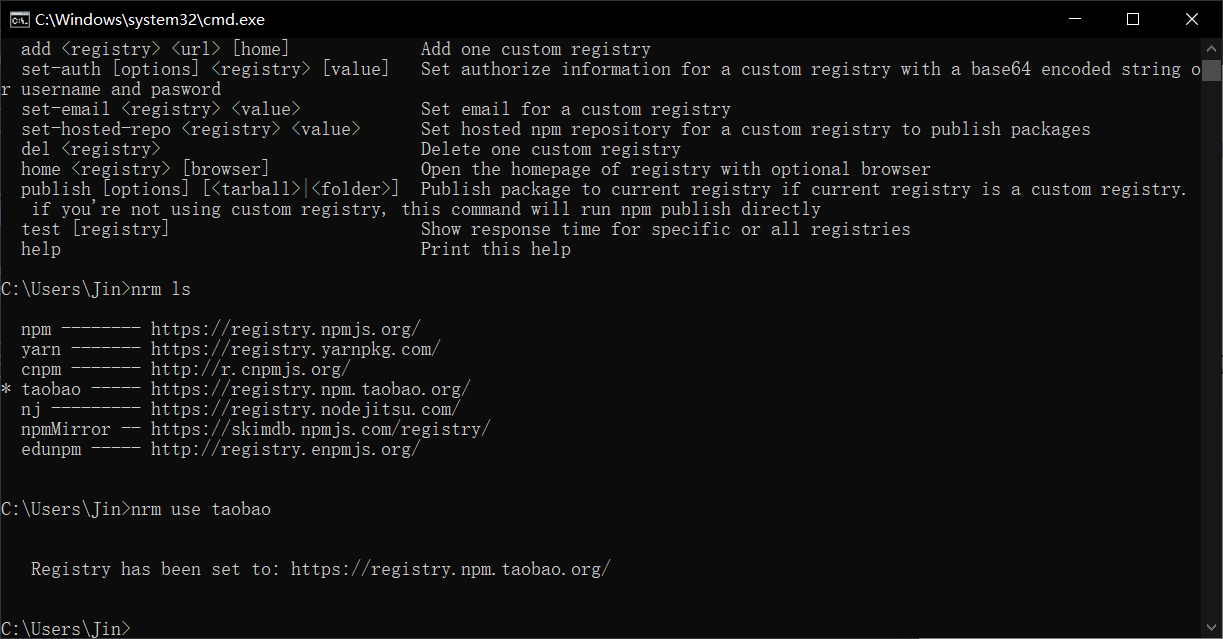 C:\Windows\system32\cmd.exe
add <registry> <url> [home] Add one custom registry
set-auth [options] <registry> [value] Set authorize information for a custom registry with a base64 encoded string o
r username and pasword
set-email <registry> <value> Set email for a custom registry
set-hosted-repo <registry> <value> Set hosted npm repository for a custom registry to publish packages
del <registry> Delete one custom registry
home <registry> [browser] Open the homepage of registry with optional browser
publish [options] [<tarball>|<folder>] Publish package to current registry if current registry is a custom registry.
if you're not using custom registry, this command will run npm publish directly
test [registry] Show response time for specific or all registries
help Print this help
C:\Users\Jin>nrm ls
npm -------- https://registry.npmjs.org/
yarn ------- https://registry.yarnpkg.com/
cnpm ------- http://r.cnpmjs.org/
* taobao ----- https://registry.npm.taobao.org/
nj --------- https://registry.nodejitsu.com/
npmMirror -- https://skimdb.npmjs.com/registry/
edunpm ----- http://registry.enpmjs.org/
C:\Users\Jin>nrm use taobao
Registry has been set to: https://registry.npm.taobao.org/
C:\Users\Jin>